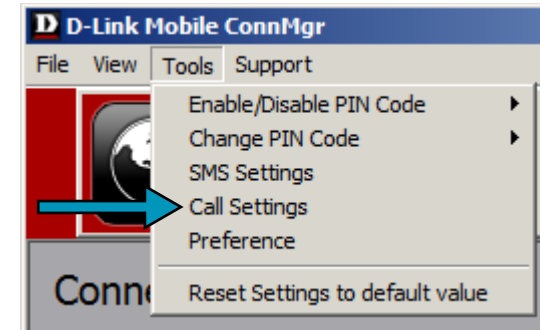 D D-Link Mobile ConnMgr
File View Tools Support
Enable/Disable PIN Code
Change PIN Code
SMS Settings
Call Settings
Preference
Reset Settings to default value
Conne